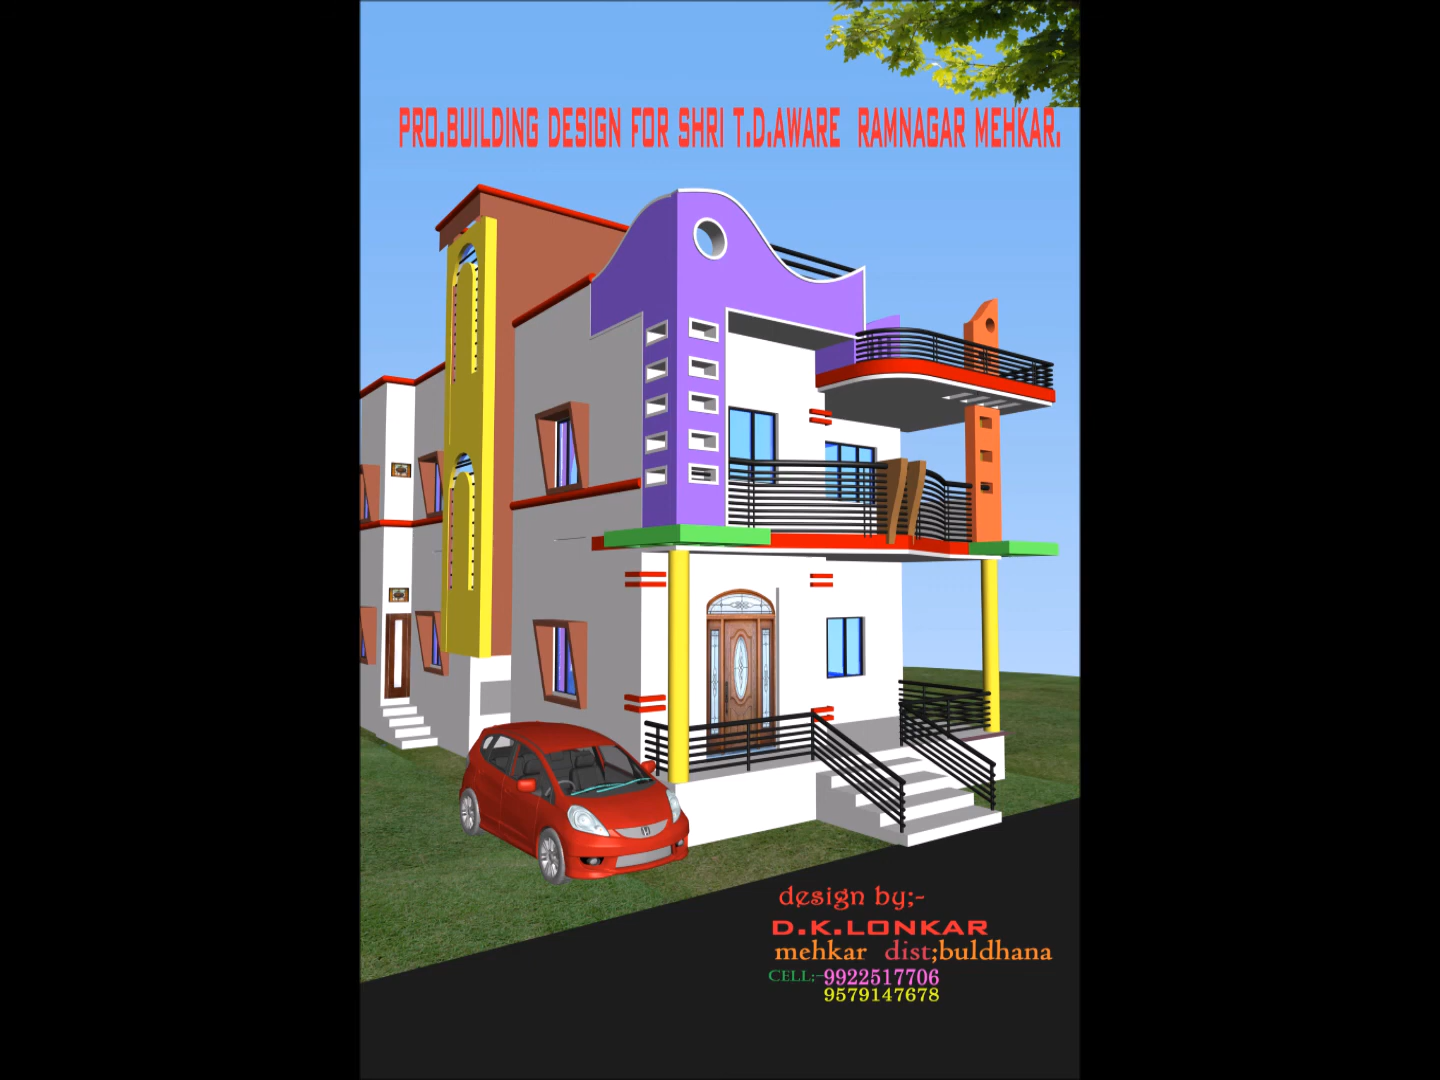 PRO.BUILDING DESIGN FOR SHRI T.D.AWARE RAMNAGAR MEHKAR.
design by;-
D.K.LONKAR
mehkar dist;buldhana
CELL;-9922517706
9579147678